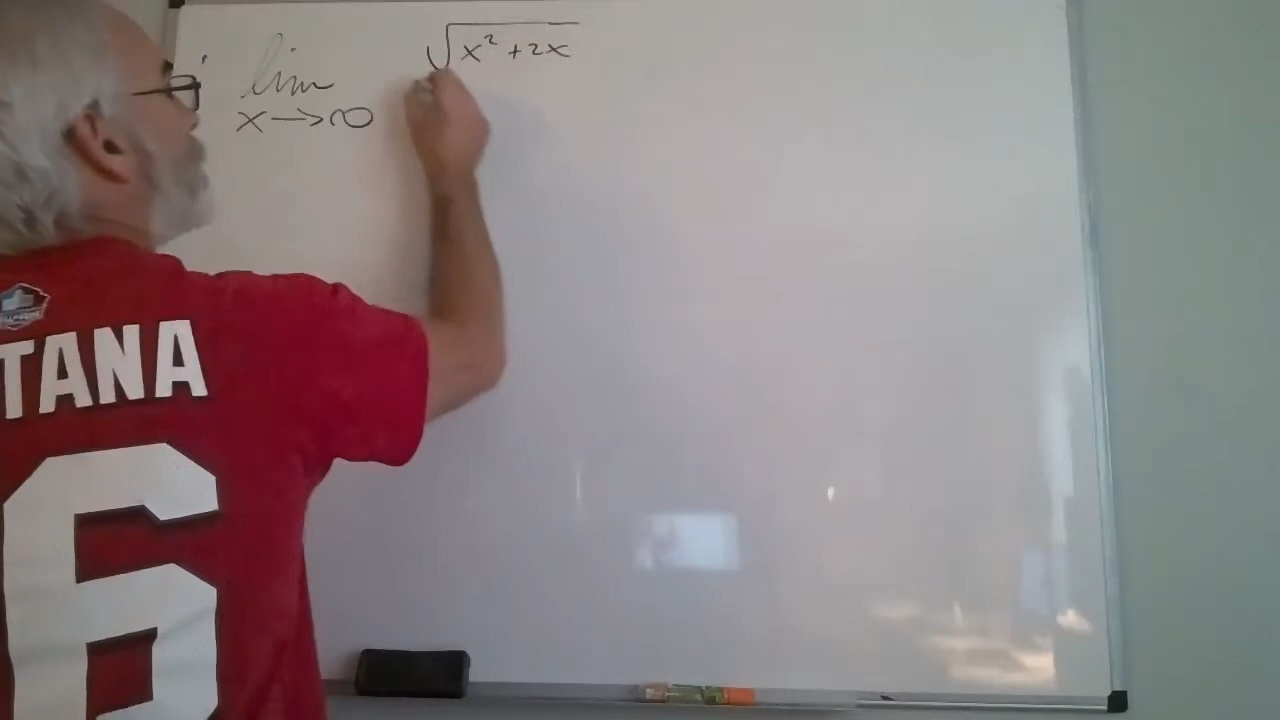 lim √(x²+2x)
x→∞
TANA
6